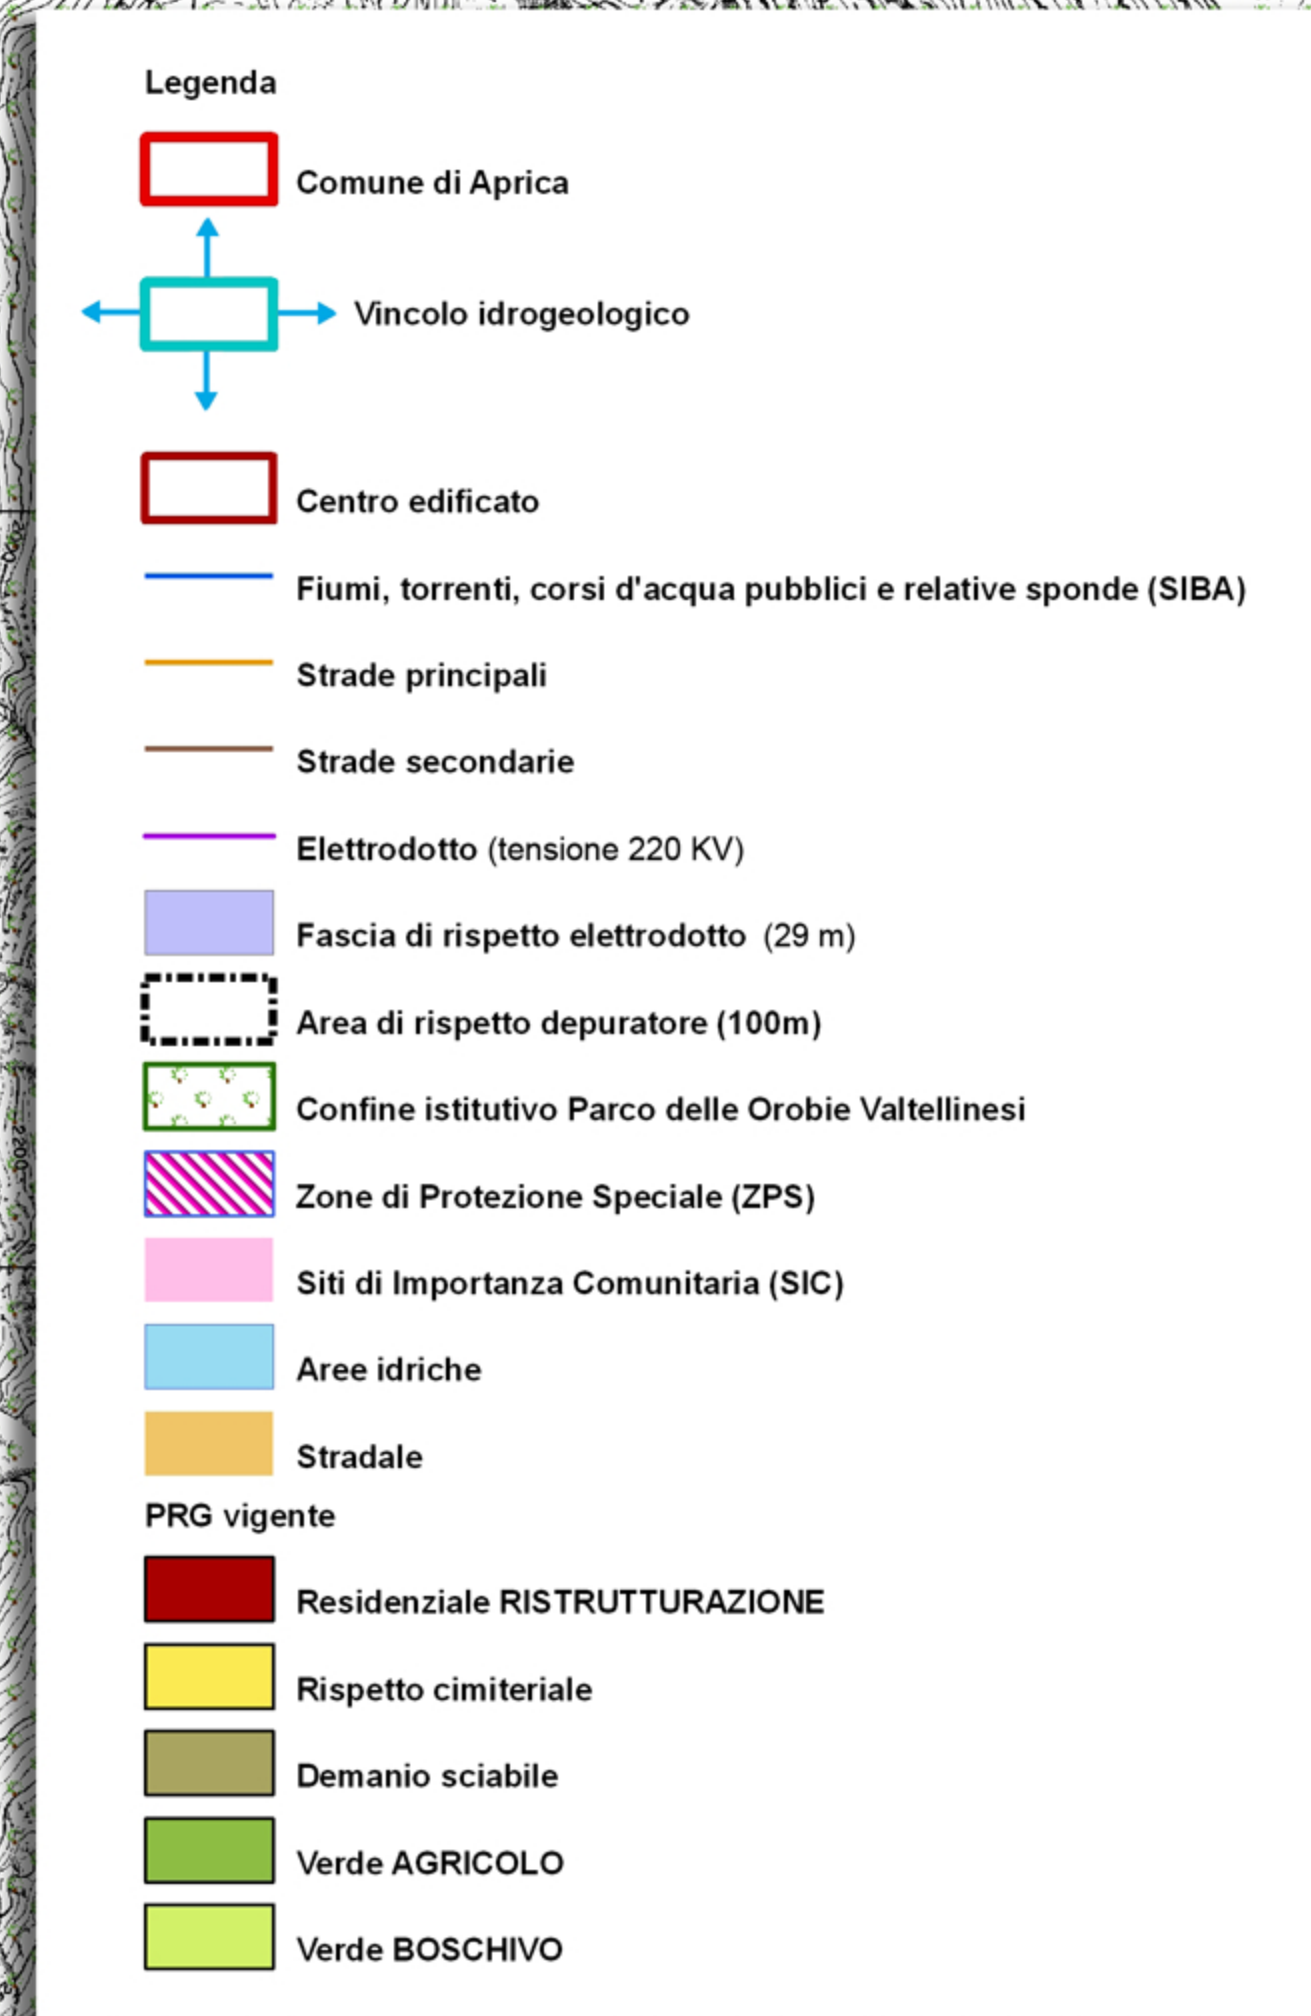 Legenda
Comune di Aprica
Vincolo idrogeologico
Centro edificato
Fiumi, torrenti, corsi d'acqua pubblici e relative sponde (SIBA)
Strade principali
Strade secondarie
Elettrodotto (tensione 220 KV)
Fascia di rispetto elettrodotto (29 m)
Area di rispetto depuratore (100m)
Confine istitutivo Parco delle Orobie Valtellinesi
2200
Zone di Protezione Speciale (ZPS)
Siti di Importanza Comunitaria (SIC)
Aree idriche
Stradale
PRG vigente
Residenziale RISTRUTTURAZIONE
Rispetto cimiteriale
Demanio sciabile
Verde AGRICOLO
Verde BOSCHIVO